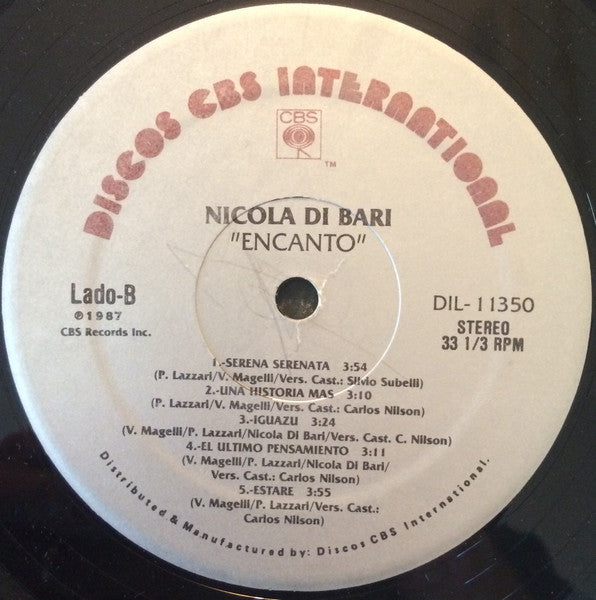 DISCOS CBS INTERNATIONAL
CBS
TM
NICOLA DI BARI
"ENCANTO"
Lado-B
℗1987
CBS Records Inc.
DIL-11350
STEREO
33 1/3 RPM
1.-SERENA SERENATA 3:54
(P. Lazzari/V. Magelli/Vers. Cast.: Silvio Subelli)
2.-UNA HISTORIA MAS 3:10
(P. Lazzari/V. Magelli/Vers. Cast.: Carlos Nilson)
3.-IGUAZU 3:24
(V. Magelli/P. Lazzari/Nicola Di Bari/Vers. Cast. C. Nilson)
4.-EL ULTIMO PENSAMIENTO 3:11
(V. Magelli/P. Lazzari/Nicola Di Bari/
Vers. Cast.: Carlos Nilson)
5.-ESTARE 3:55
(V. Magelli/P. Lazzari/Vers. Cast.:
Carlos Nilson)
Distributed & Manufactured by: Discos CBS International.